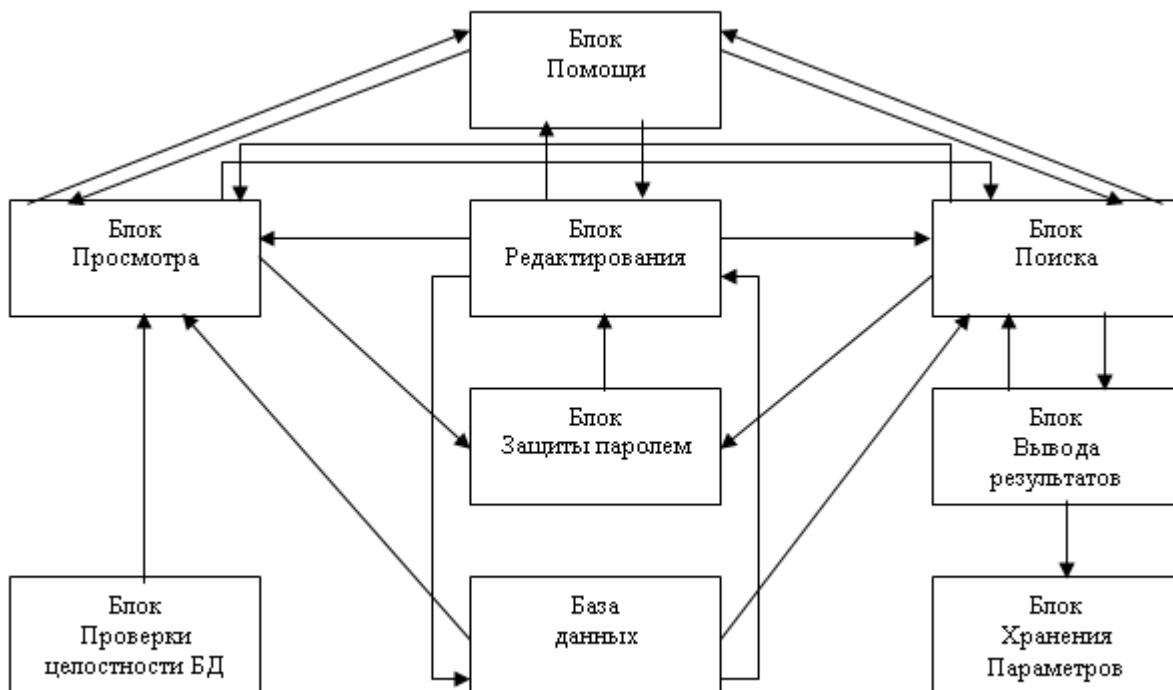 Блок
Помощи
Блок
Просмотра
Блок
Редактирования
Блок
Поиска
Блок
Защиты паролем
Блок
Вывода
результатов
Блок
Проверки
целостности БД
База
данных
Блок
Хранения
Параметров